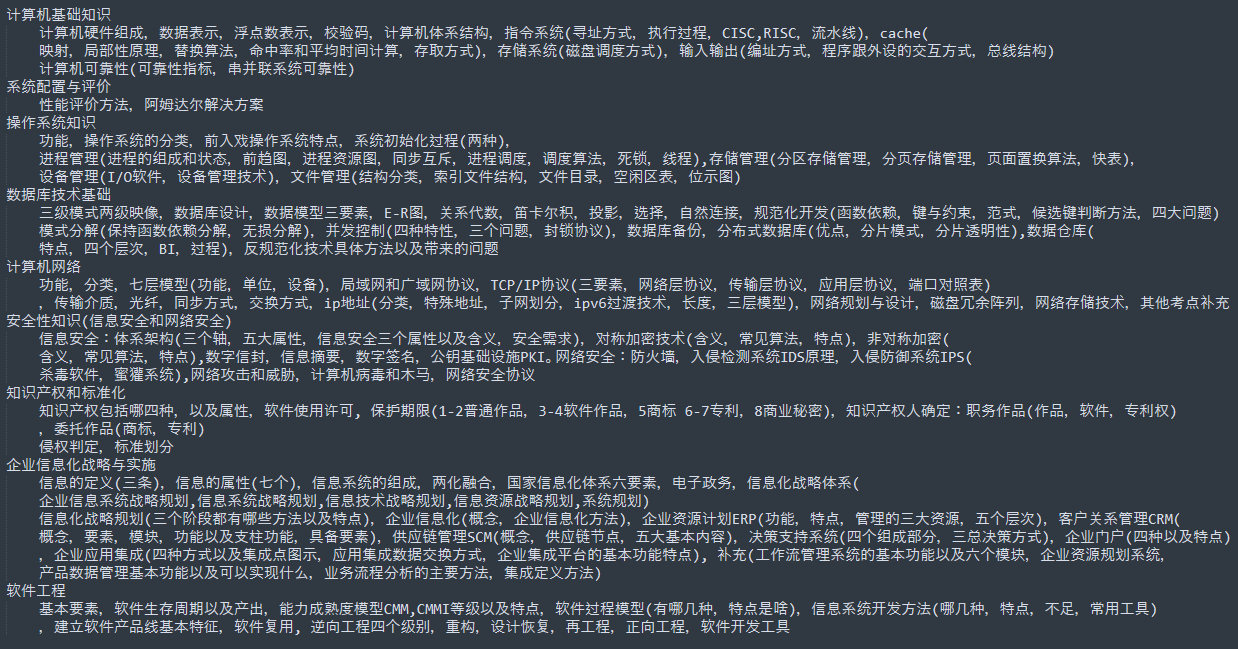 计算机基础知识
计算机硬件组成, 数据表示, 浮点数表示, 校验码, 计算机体系结构, 指令系统(寻址方式, 执行过程, CISC,RISC, 流水线), cache(
映射, 局部性原理, 替换算法, 命中率和平均时间计算, 存取方式), 存储系统(磁盘调度方式), 输入输出(编址方式, 程序跟外设的交互方式, 总线结构)
计算机可靠性(可靠性指标, 串并联系统可靠性)
系统配置与评价
性能评价方法, 阿姆达尔解决方案
操作系统知识
功能, 操作系统的分类, 前入戏操作系统特点, 系统初始化过程(两种),
进程管理(进程的组成和状态, 前趋图, 进程资源图, 同步互斥, 进程调度, 调度算法, 死锁, 线程),存储管理(分区存储管理, 分页存储管理, 页面置换算法, 快表),
设备管理(I/O软件, 设备管理技术), 文件管理(结构分类, 索引文件结构, 文件目录, 空闲区表, 位示图)
数据库技术基础
三级模式两级映像, 数据库设计, 数据模型三要素, E-R图, 关系代数, 笛卡尔积, 投影, 选择, 自然连接, 规范化开发(函数依赖, 键与约束, 范式, 候选键判断方法, 四大问题)
模式分解(保持函数依赖分解, 无损分解), 并发控制(四种特性, 三个问题, 封锁协议), 数据库备份, 分布式数据库(优点, 分片模式, 分片透明性),数据仓库(
特点, 四个层次, BI, 过程), 反规范化技术具体方法以及带来的问题
计算机网络
功能, 分类, 七层模型(功能, 单位, 设备), 局域网和广域网协议, TCP/IP协议(三要素, 网络层协议, 传输层协议, 应用层协议, 端口对照表)
, 传输介质, 光纤, 同步方式, 交换方式, ip地址(分类, 特殊地址, 子网划分, ipv6过渡技术, 长度, 三层模型), 网络规划与设计, 磁盘冗余阵列, 网络存储技术, 其他考点补充
安全性知识(信息安全和网络安全)
信息安全：体系架构(三个轴, 五大属性, 信息安全三个属性以及含义, 安全需求), 对称加密技术(含义, 常见算法, 特点), 非对称加密(
含义, 常见算法, 特点),数字信封, 信息摘要, 数字签名, 公钥基础设施PKI。网络安全：防火墙, 入侵检测系统IDS原理, 入侵防御系统IPS(
杀毒软件, 蜜獾系统),网络攻击和威胁, 计算机病毒和木马, 网络安全协议
知识产权和标准化
知识产权包括哪四种, 以及属性, 软件使用许可, 保护期限(1-2普通作品, 3-4软件作品, 5商标 6-7专利, 8商业秘密), 知识产权人确定：职务作品(作品, 软件, 专利权)
, 委托作品(商标, 专利)
侵权判定, 标准划分
企业信息化战略与实施
信息的定义(三条), 信息的属性(七个), 信息系统的组成, 两化融合, 国家信息化体系六要素, 电子政务, 信息化战略体系(
企业信息系统战略规划,信息系统战略规划,信息技术战略规划,信息资源战略规划,系统规划)
信息化战略规划(三个阶段都有哪些方法以及特点), 企业信息化(概念, 企业信息化方法), 企业资源计划ERP(功能, 特点, 管理的三大资源, 五个层次), 客户关系管理CRM(
概念, 要素, 模块, 功能以及支柱功能, 具备要素), 供应链管理SCM(概念, 供应链节点, 五大基本内容), 决策支持系统(四个组成部分, 三总决策方式), 企业门户(四种以及特点)
, 企业应用集成(四种方式以及集成点图示, 应用集成数据交换方式, 企业集成平台的基本功能特点), 补充(工作流管理系统的基本功能以及六个模块, 企业资源规划系统,
产品数据管理基本功能以及可以实现什么, 业务流程分析的主要方法, 集成定义方法)
软件工程
基本要素, 软件生存周期以及产出, 能力成熟度模型CMM,CMMI等级以及特点, 软件过程模型(有哪几种, 特点是啥), 信息系统开发方法(哪几种, 特点, 不足, 常用工具)
, 建立软件产品线基本特征, 软件复用, 逆向工程四个级别, 重构, 设计恢复, 再工程, 正向工程, 软件开发工具